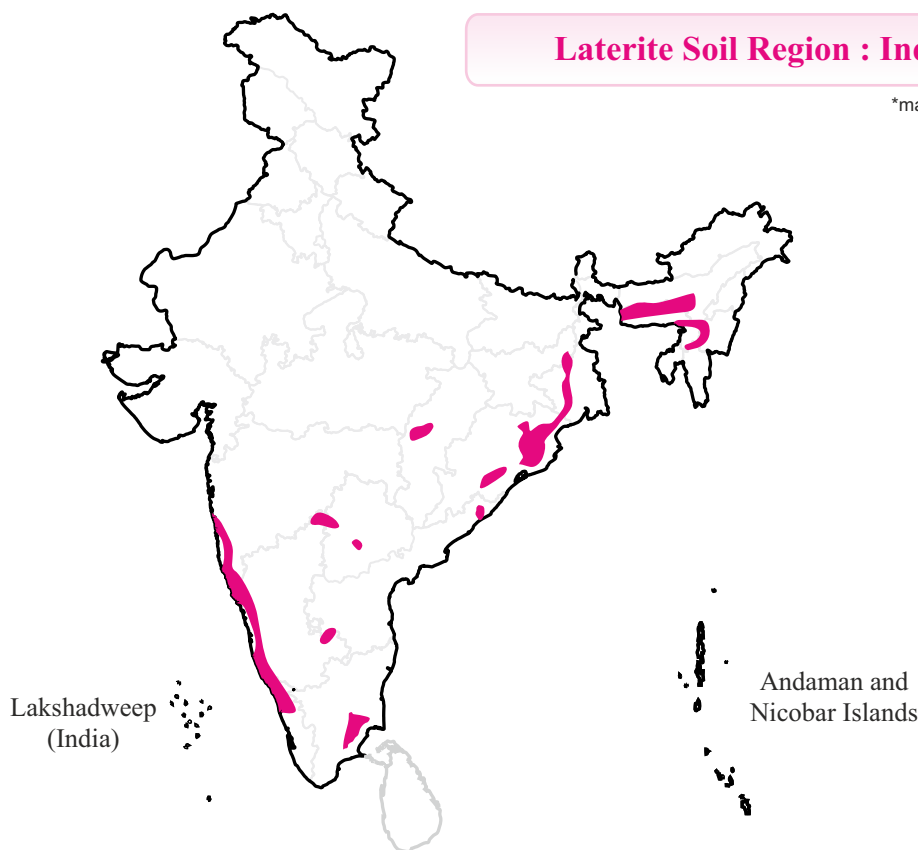 Laterite Soil Region : Ind
*ma
Lakshadweep
(India)
Andaman and
Nicobar Islands